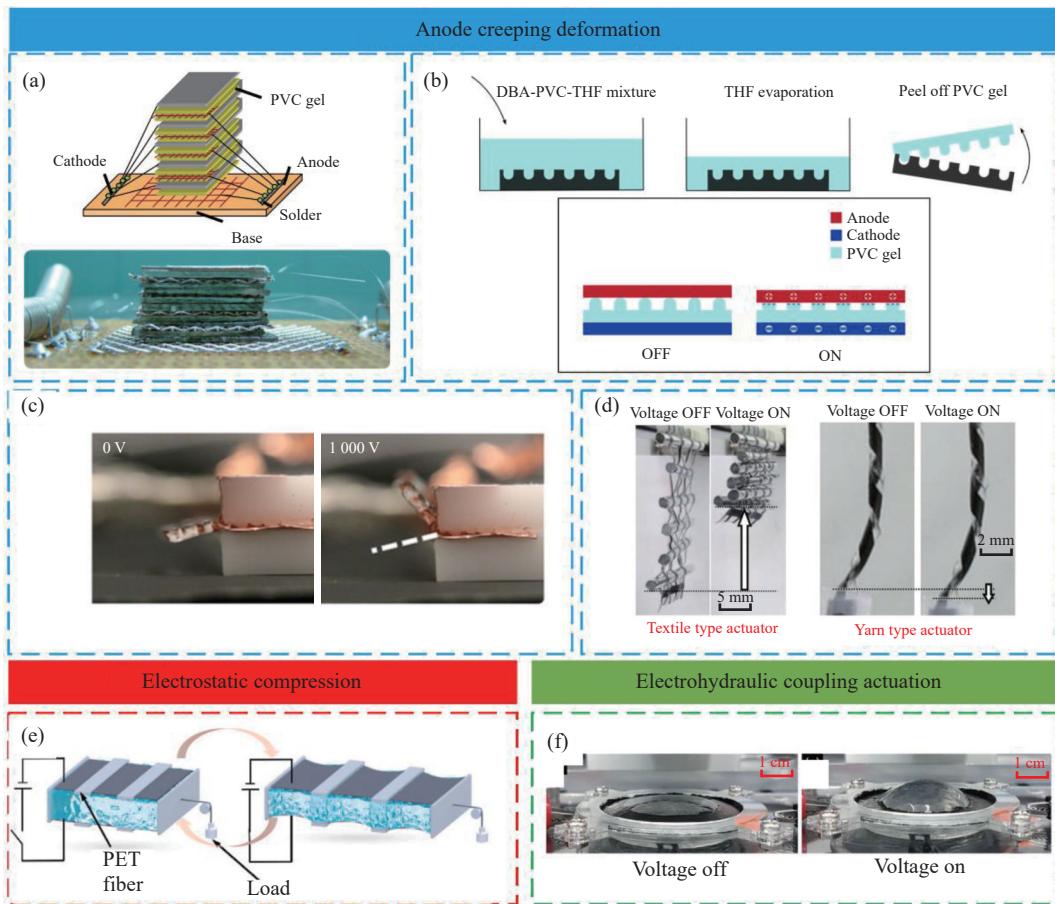 Anode creeping deformation
(a)
PVC gel
Cathode
Anode
Solder
Base
(b)
DBA-PVC-THF mixture
THF evaporation
Peel off PVC gel
Anode
Cathode
PVC gel
OFF
ON
(c)
0 V
1 000 V
(d)
Voltage OFF Voltage ON
Voltage OFF
Voltage ON
5 mm
2 mm
Textile type actuator
Yarn type actuator
Electrostatic compression
(e)
PET
fiber
Load
Electrohydraulic coupling actuation
(f)
1 cm
1 cm
Voltage off
Voltage on